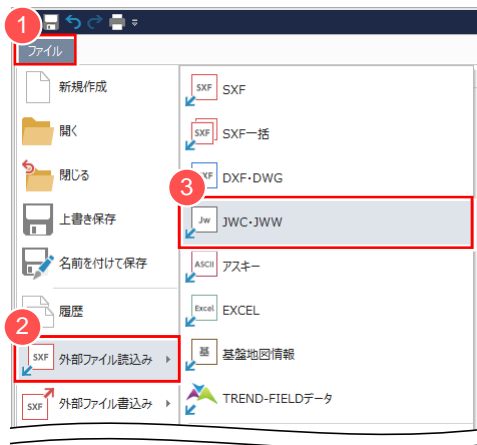 1
ファイル
新規作成
開く
閉じる
上書き保存
名前を付けて保存
履歴
2
SXF 外部ファイル読込み
SXF 外部ファイル書込み
SXF SXF
SXF SXF一括
DXF・DWG
3
Jw JWC・JWW
ASCII アスキー
Excel EXCEL
基 基盤地図情報
TREND-FIELDデータ